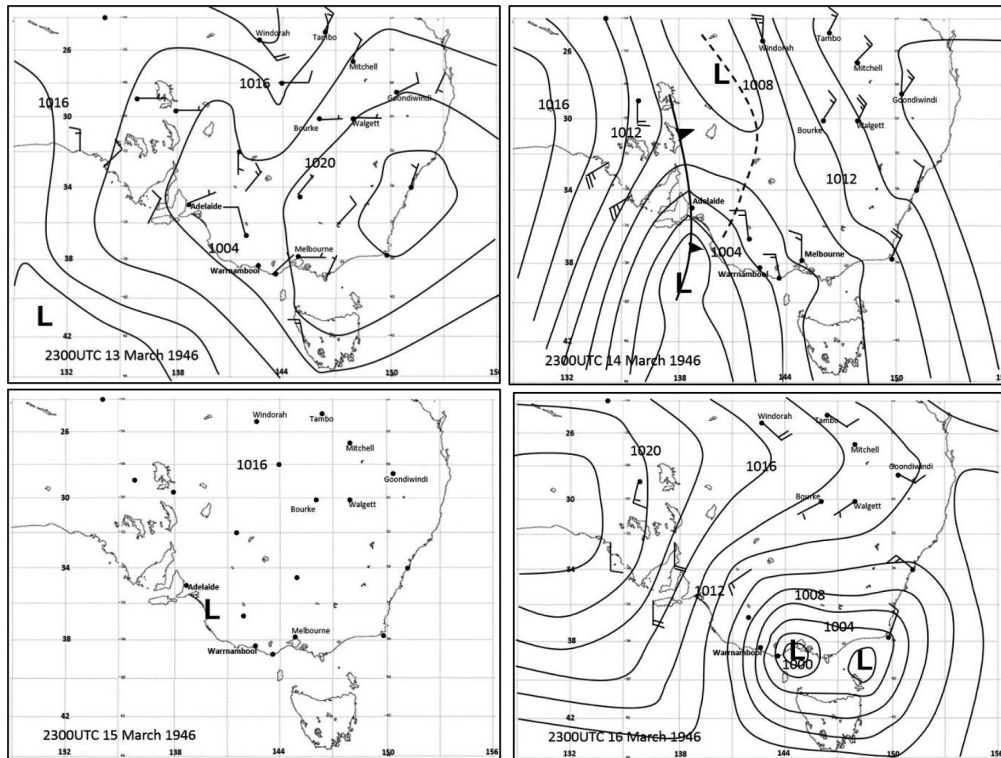 Windorah
Tambo
26
Mitchell
1016
1016
Goondiwindi
30
Bourke
Walgett
1020
34
Adelaide
1004
Melbourne
Warrnambool
38
L
42
2300UTC 13 March 1946
132
138
144
150
156
Tambo
Windorah
26
L
Mitchell
1008
1016
Goondiwindi
30
1012
Bourke
Walgett
34
1012
Adelaide
1004
Melbourne
38
Warrnambool
L
42
2300UTC 14 March 1946
132
138
144
150
156
Windorah
Tambo
26
Mitchell
1016
Goondiwindi
30
Bourke
Walgett
34
Adelaide
L
Melbourne
38
Warrnambool
42
2300UTC 15 March 1946
132
138
144
150
156
Tambo
Windorah
26
1020
Mitchell
1016
Goondiwindi
30
Bourke
Walgett
34
1012
1008
1004
38
Warrnambool
L
1000
L
42
2300UTC 16 March 1946
132
138
144
150
156